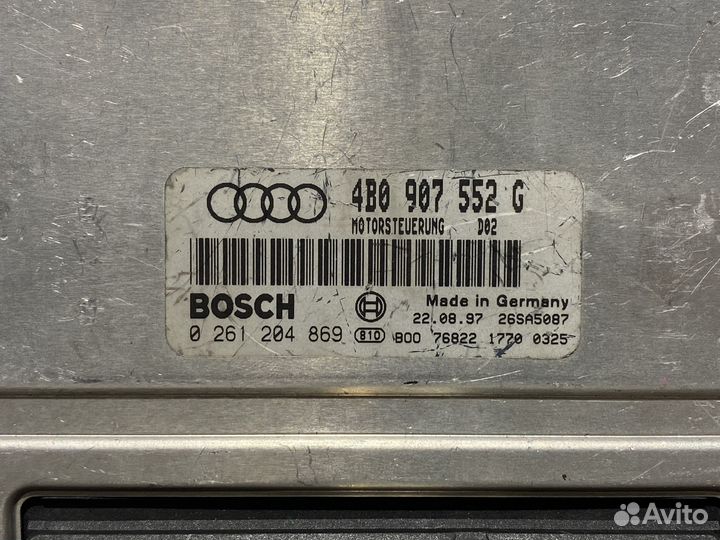 4B0 907 552 G
MOTORSTEUERUNG D02
BOSCH
Made in Germany
22.08.97 26SA5087
0 261 204 869 810 B00 76822 1770 0325
Avito